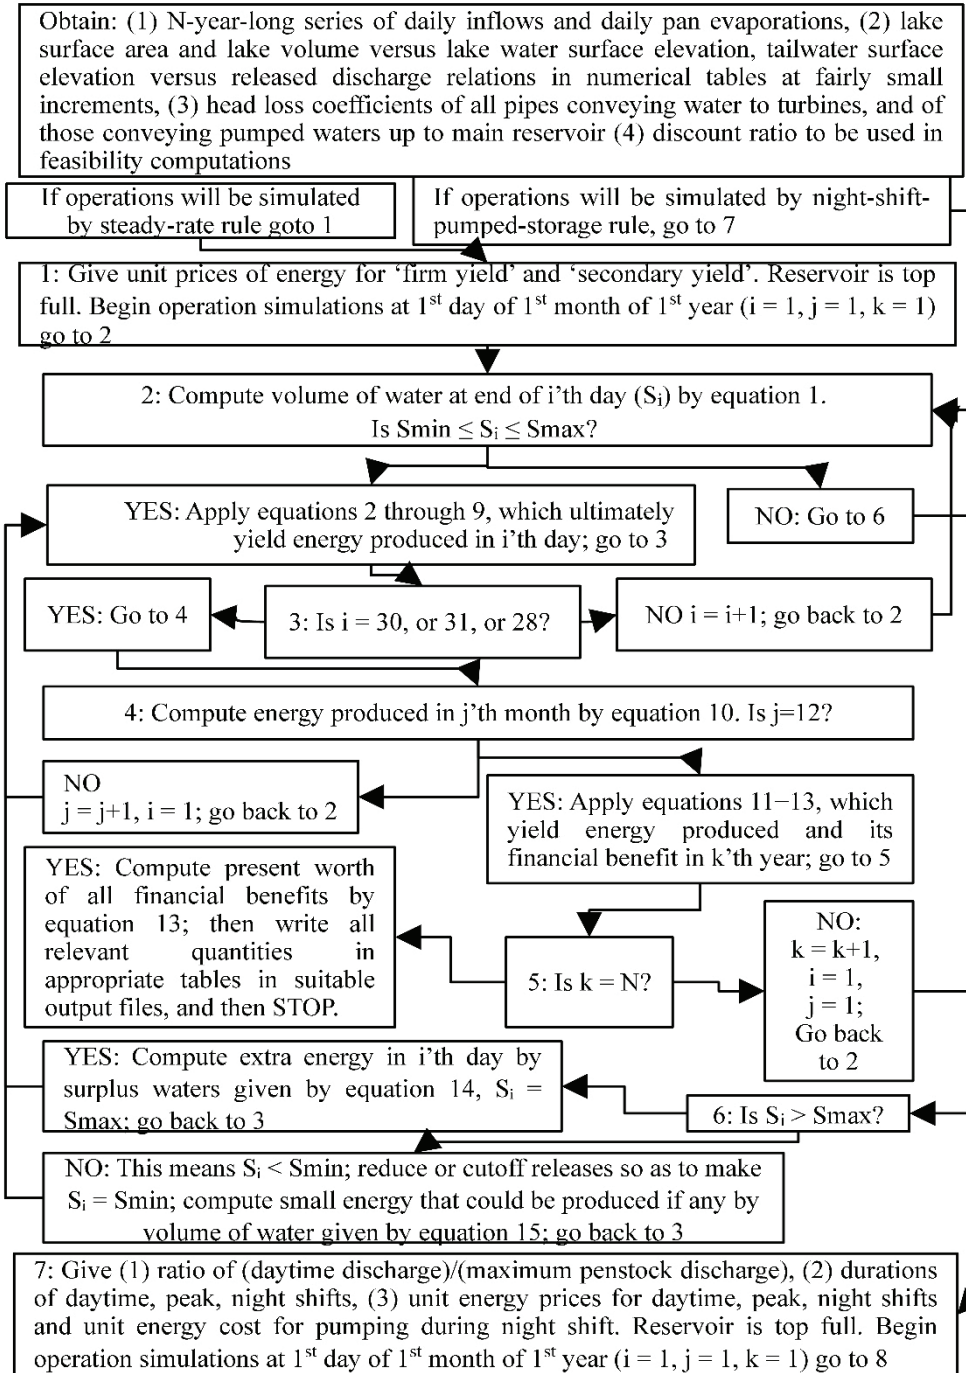 Obtain: (1) N-year-long series of daily inflows and daily pan evaporations, (2) lake
surface area and lake volume versus lake water surface elevation, tailwater surface
elevation versus released discharge relations in numerical tables at fairly small
increments, (3) head loss coefficients of all pipes conveying water to turbines, and of
those conveying pumped waters up to main reservoir (4) discount ratio to be used in
feasibility computations
If operations will be simulated
by steady-rate rule goto 1
If operations will be simulated by night-shift-
pumped-storage rule, go to 7
1: Give unit prices of energy for ‘firm yield’ and ‘secondary yield’. Reservoir is top
full. Begin operation simulations at 1st day of 1st month of 1st year (i = 1, j = 1, k = 1)
go to 2
2: Compute volume of water at end of i’th day (Si) by equation 1.
Is Smin ≤ Si ≤ Smax?
YES: Apply equations 2 through 9, which ultimately
yield energy produced in i’th day; go to 3
NO: Go to 6
YES: Go to 4
3: Is i = 30, or 31, or 28?
NO i = i+1; go back to 2
4: Compute energy produced in j’th month by equation 10. Is j=12?
NO
j = j+1, i = 1; go back to 2
YES: Apply equations 11−13, which
yield energy produced and its
financial benefit in k’th year; go to 5
YES: Compute present worth
of all financial benefits by
equation 13; then write all
relevant quantities in
appropriate tables in suitable
output files, and then STOP.
5: Is k = N?
NO:
k = k+1,
i = 1,
j = 1;
Go back
to 2
YES: Compute extra energy in i’th day by
surplus waters given by equation 14, Si =
Smax; go back to 3
6: Is Si > Smax?
NO: This means Si < Smin; reduce or cutoff releases so as to make
Si = Smin; compute small energy that could be produced if any by
volume of water given by equation 15; go back to 3
7: Give (1) ratio of (daytime discharge)/(maximum penstock discharge), (2) durations
of daytime, peak, night shifts, (3) unit energy prices for daytime, peak, night shifts
and unit energy cost for pumping during night shift. Reservoir is top full. Begin
operation simulations at 1st day of 1st month of 1st year (i = 1, j = 1, k = 1) go to 8